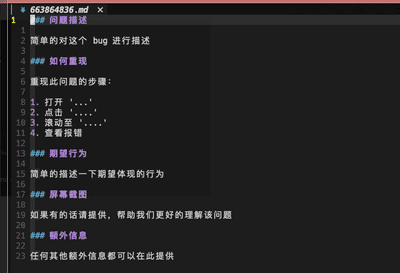 663864836.md ×
1 ### 问题描述
2
3 简单的对这个 bug 进行描述
4
5 ### 如何重现
6
7 重现此问题的步骤：
8
9 1. 打开 '...'
10 2. 点击 '....'
11 3. 滚动至 '....'
12 4. 查看报错
13
14 ### 期望行为
15
16 简单的描述一下期望体现的行为
17
18 ### 屏幕截图
19
20 如果有的话请提供，帮助我们更好的理解该问题
21
22 ### 额外信息
23
24 任何其他额外信息都可以在此提供